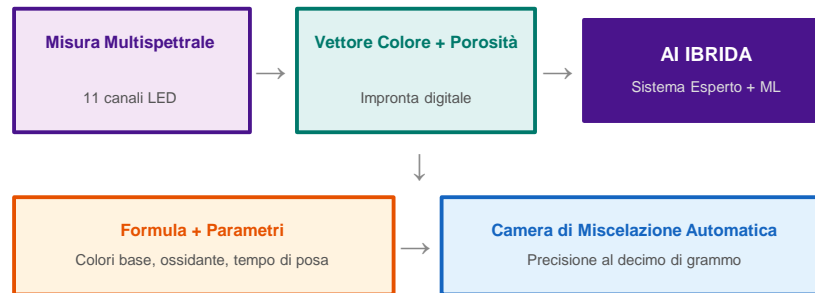 Misura Multispettrale
11 canali LED
Vettore Colore + Porosità
Impronta digitale
AI IBRIDA
Sistema Esperto + ML
Formula + Parametri
Colori base, ossidante, tempo di posa
Camera di Miscelazione Automatica
Precisione al decimo di grammo